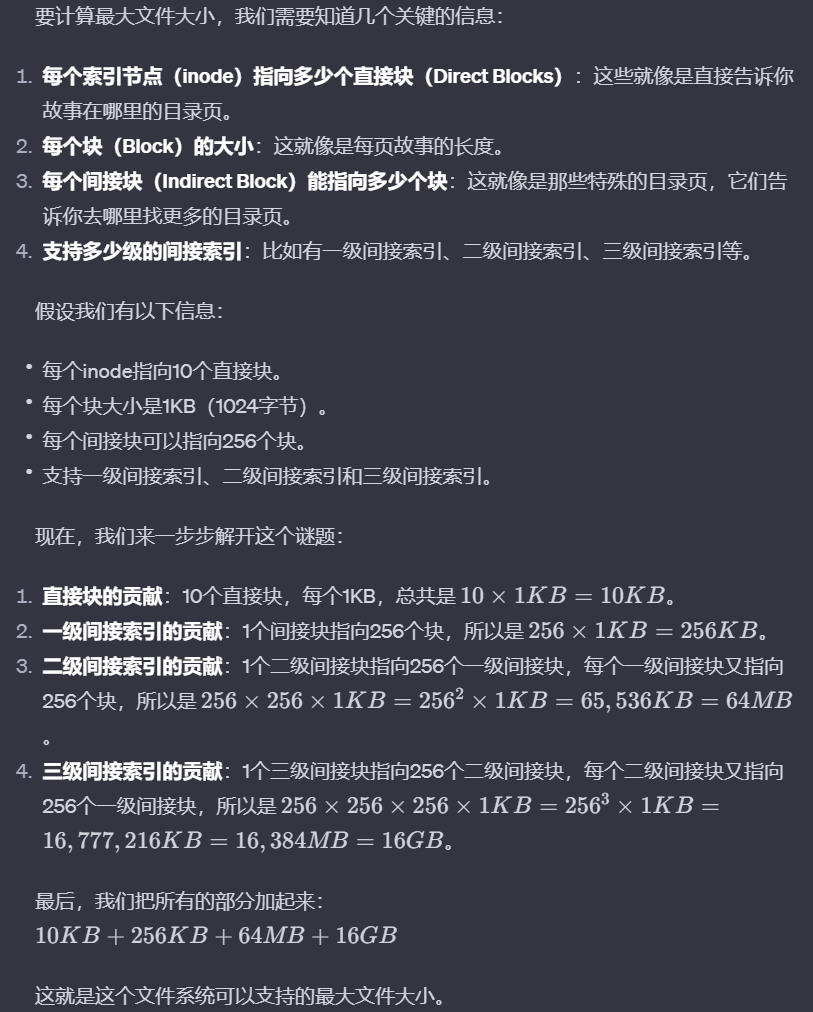 要计算最大文件大小，我们需要知道几个关键的信息：
1. 每个索引节点（inode）指向多少个直接块（Direct Blocks）：这些就像是直接告诉你
故事在哪里的目录页。
2. 每个块（Block）的大小：这就像是每页故事的长度。
3. 每个间接块（Indirect Block）能指向多少个块：这就像是那些特殊的目录页，它们告
诉你去哪里找更多的目录页。
4. 支持多少级的间接索引：比如有一级间接索引、二级间接索引、三级间接索引等。
假设我们有以下信息：
• 每个inode指向10个直接块。
• 每个块大小是1KB（1024字节）。
• 每个间接块可以指向256个块。
• 支持一级间接索引、二级间接索引和三级间接索引。
现在，我们来一步步解开这个谜题：
1. 直接块的贡献：10个直接块，每个1KB，总共是 10 × 1KB = 10KB。
2. 一级间接索引的贡献：1个间接块指向256个块，所以是 256 × 1KB = 256KB。
3. 二级间接索引的贡献：1个二级间接块指向256个一级间接块，每个一级间接块又指向
256个块，所以是 256 × 256 × 1KB = 256² × 1KB = 65,536KB = 64MB
。
4. 三级间接索引的贡献：1个三级间接块指向256个二级间接块，每个二级间接块又指向
256个一级间接块，所以是 256 × 256 × 256 × 1KB = 256³ × 1KB =
16,777,216KB = 16,384MB = 16GB。
最后，我们把所有的部分加起来：
10KB + 256KB + 64MB + 16GB
这就是这个文件系统可以支持的最大文件大小。